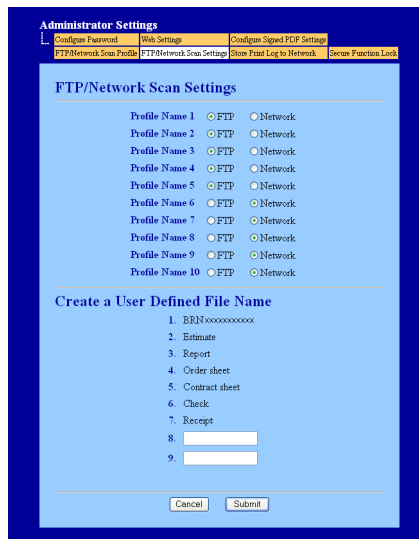 Administrator Settings
Configure Password Web Settings Configure Signed PDF Settings
FTP/Network Scan Profile FTP/Network Scan Settings Store Print Log to Network Secure Function Lock
FTP/Network Scan Settings
Profile Name 1 FTP Network
Profile Name 2 FTP Network
Profile Name 3 FTP Network
Profile Name 4 FTP Network
Profile Name 5 FTP Network
Profile Name 6 FTP Network
Profile Name 7 FTP Network
Profile Name 8 FTP Network
Profile Name 9 FTP Network
Profile Name 10 FTP Network
Create a User Defined File Name
1. BRNxxxxxxxxxxx
2. Estimate
3. Report
4. Order sheet
5. Contract sheet
6. Check
7. Receipt
8.
9.
Cancel Submit